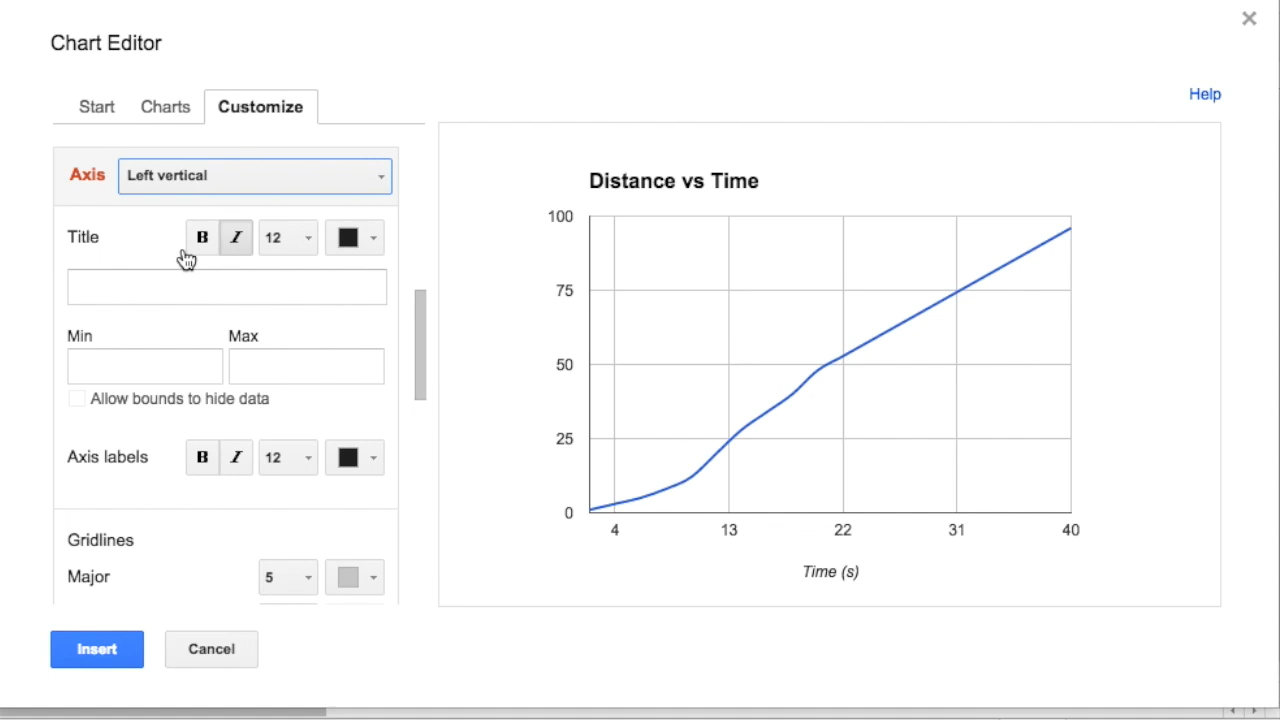 Chart Editor
Start Charts Customize
Help
Axis Left vertical
Title B I 12
Min Max
Allow bounds to hide data
Axis labels B I 12
Gridlines
Major 5
Insert Cancel
Distance vs Time
100
75
50
25
0
4 13 22 31 40
Time (s)